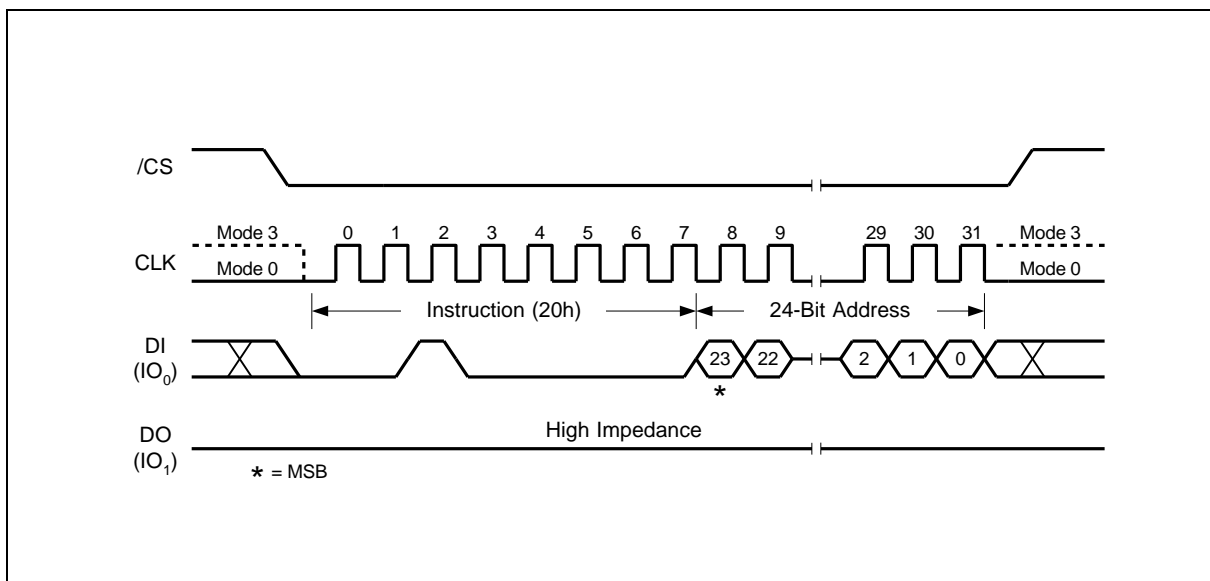 /CS
Mode 3
0 1 2 3 4 5 6 7 8 9 29 30 31
Mode 3
CLK
Mode 0
Mode 0
Instruction (20h)
24-Bit Address
DI
(IO₀)
23 22 2 1 0
*
DO
(IO₁)
High Impedance
* = MSB